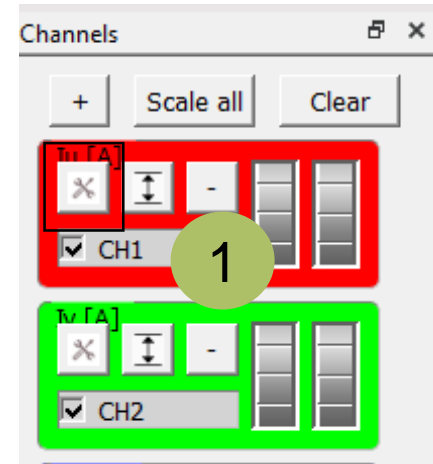 Channels
+ Scale all Clear
Iu [A]
-
CH1
1
Iv [A]
-
CH2